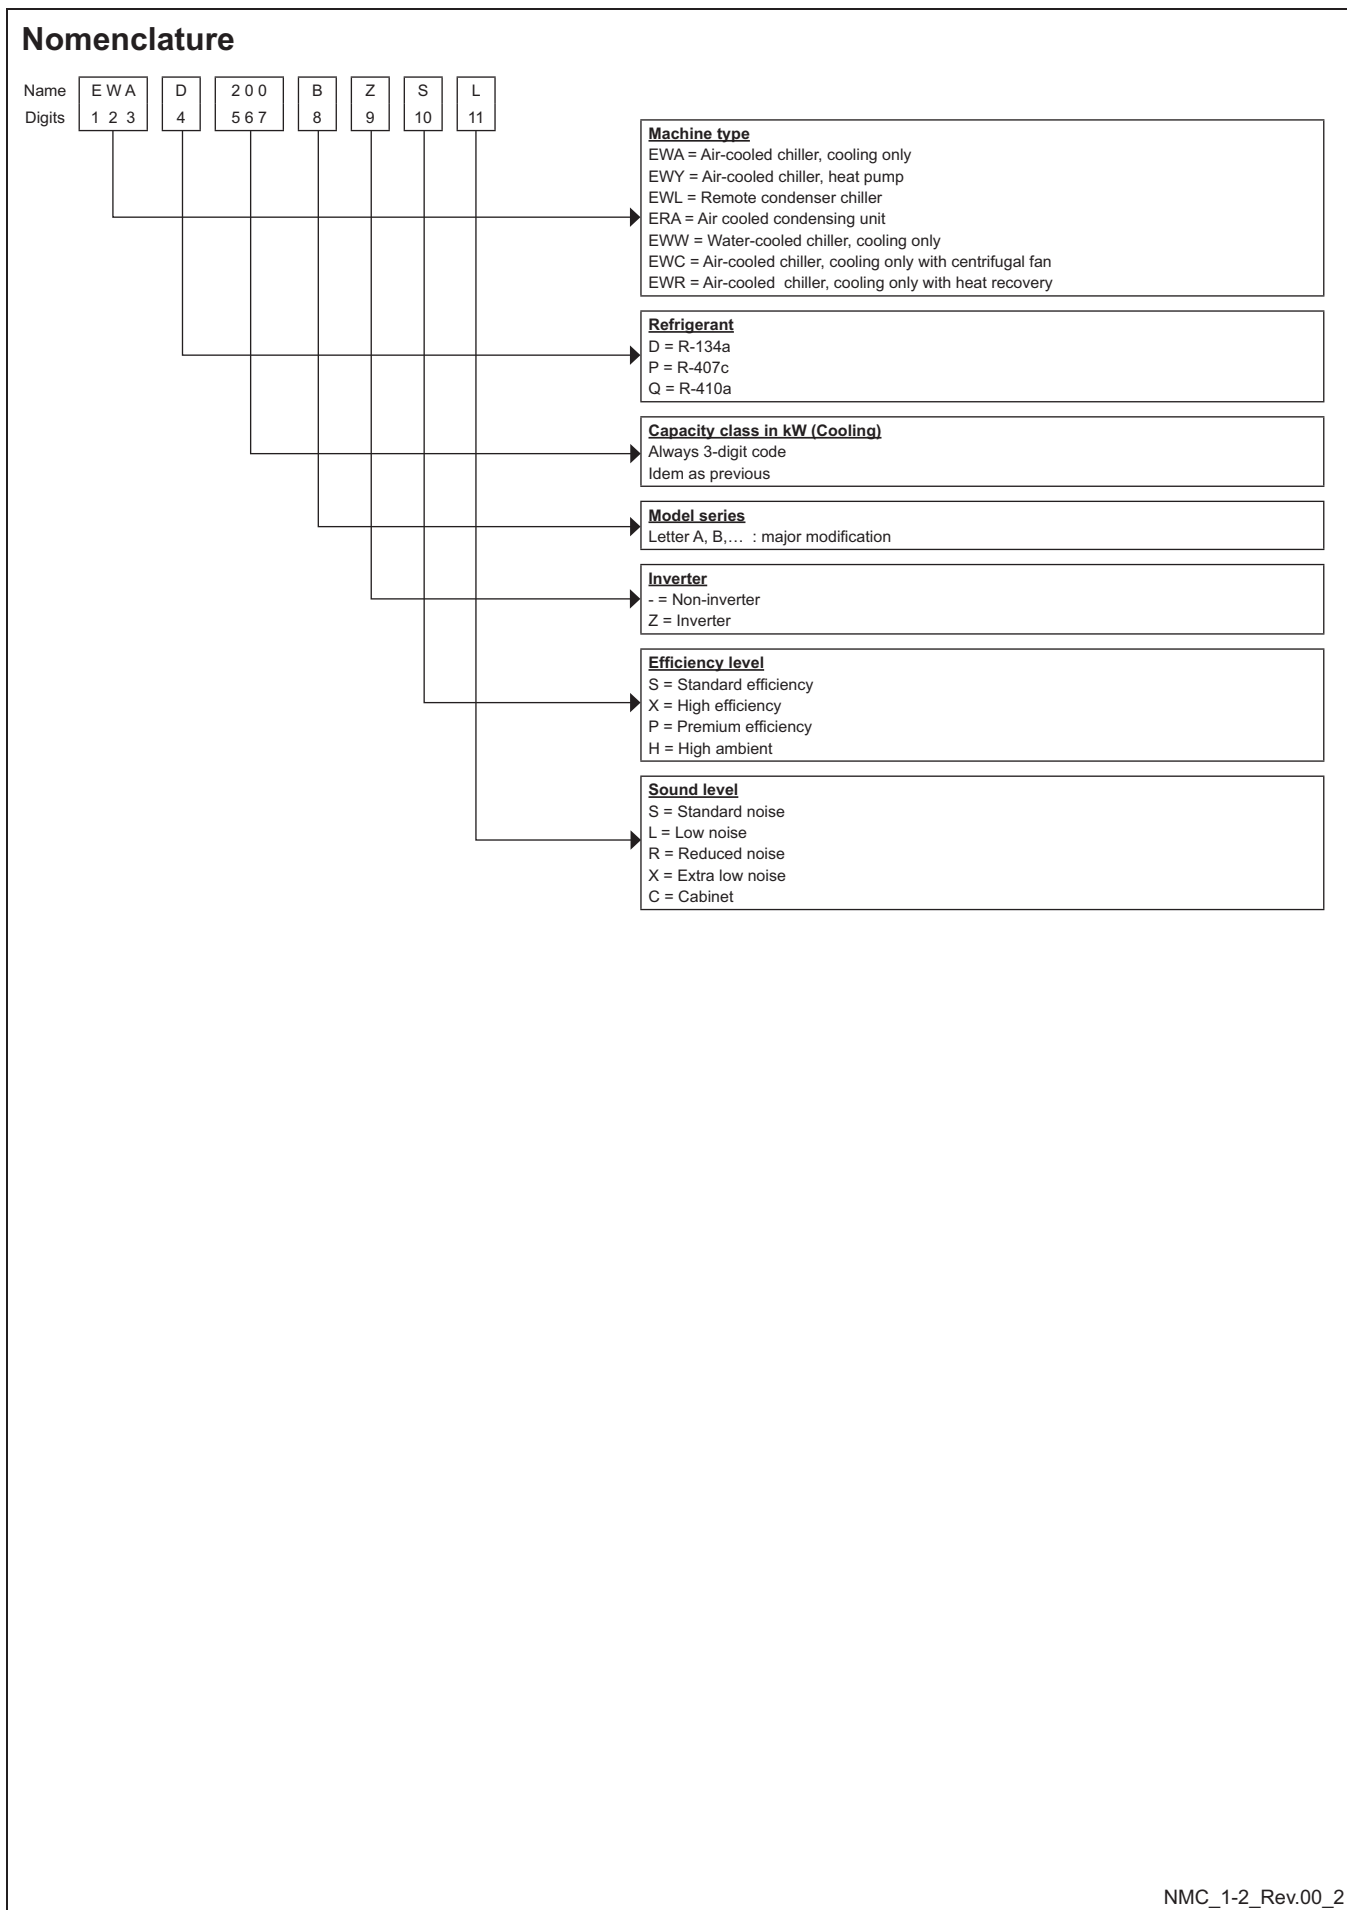 Nomenclature
Name E W A D 2 0 0 B Z S L
Digits 1 2 3 4 5 6 7 8 9 10 11
Machine type
EWA = Air-cooled chiller, cooling only
EWY = Air-cooled chiller, heat pump
EWL = Remote condenser chiller
ERA = Air cooled condensing unit
EWW = Water-cooled chiller, cooling only
EWC = Air-cooled chiller, cooling only with centrifugal fan
EWR = Air-cooled chiller, cooling only with heat recovery
Refrigerant
D = R-134a
P = R-407c
Q = R-410a
Capacity class in kW (Cooling)
Always 3-digit code
Idem as previous
Model series
Letter A, B,… : major modification
Inverter
- = Non-inverter
Z = Inverter
Efficiency level
S = Standard efficiency
X = High efficiency
P = Premium efficiency
H = High ambient
Sound level
S = Standard noise
L = Low noise
R = Reduced noise
X = Extra low noise
C = Cabinet
NMC_1-2_Rev.00_2